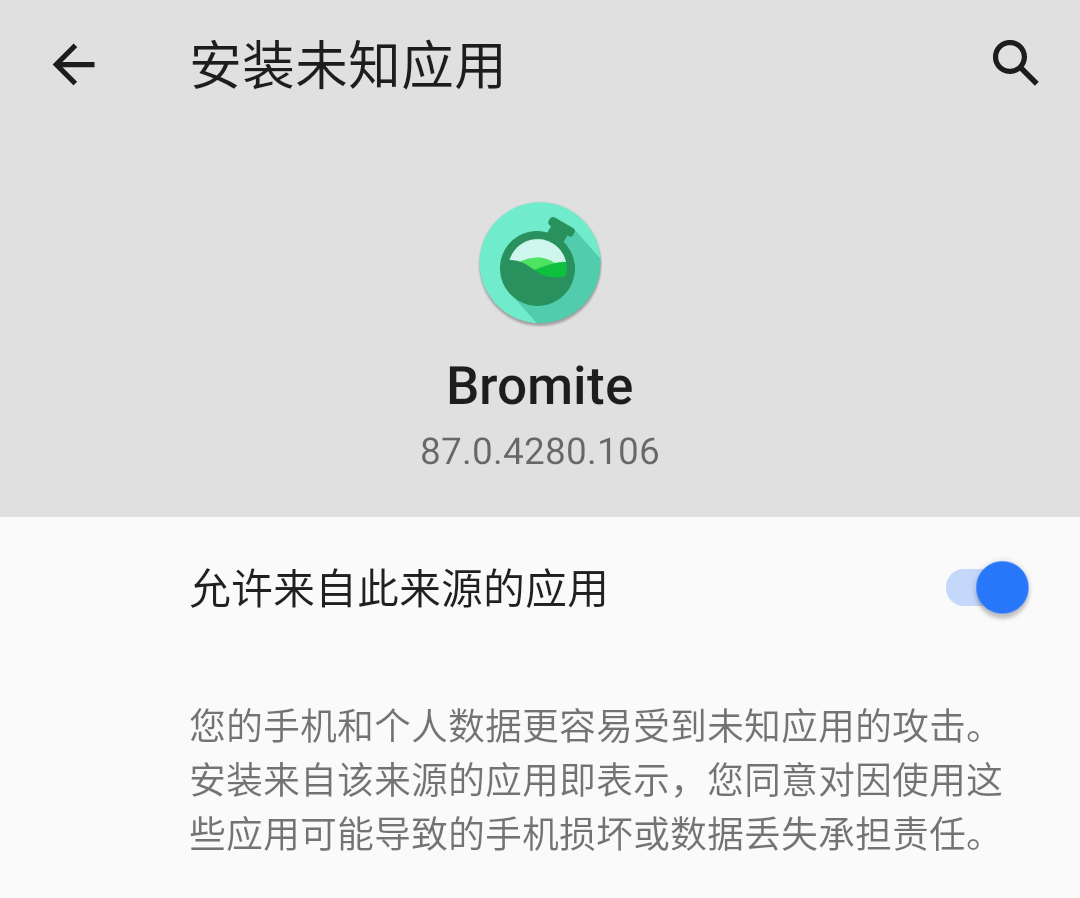 安装未知应用
Bromite
87.0.4280.106
允许来自此来源的应用
您的手机和个人数据更容易受到未知应用的攻击。
安装来自该来源的应用即表示，您同意对因使用这
些应用可能导致的手机损坏或数据丢失承担责任。